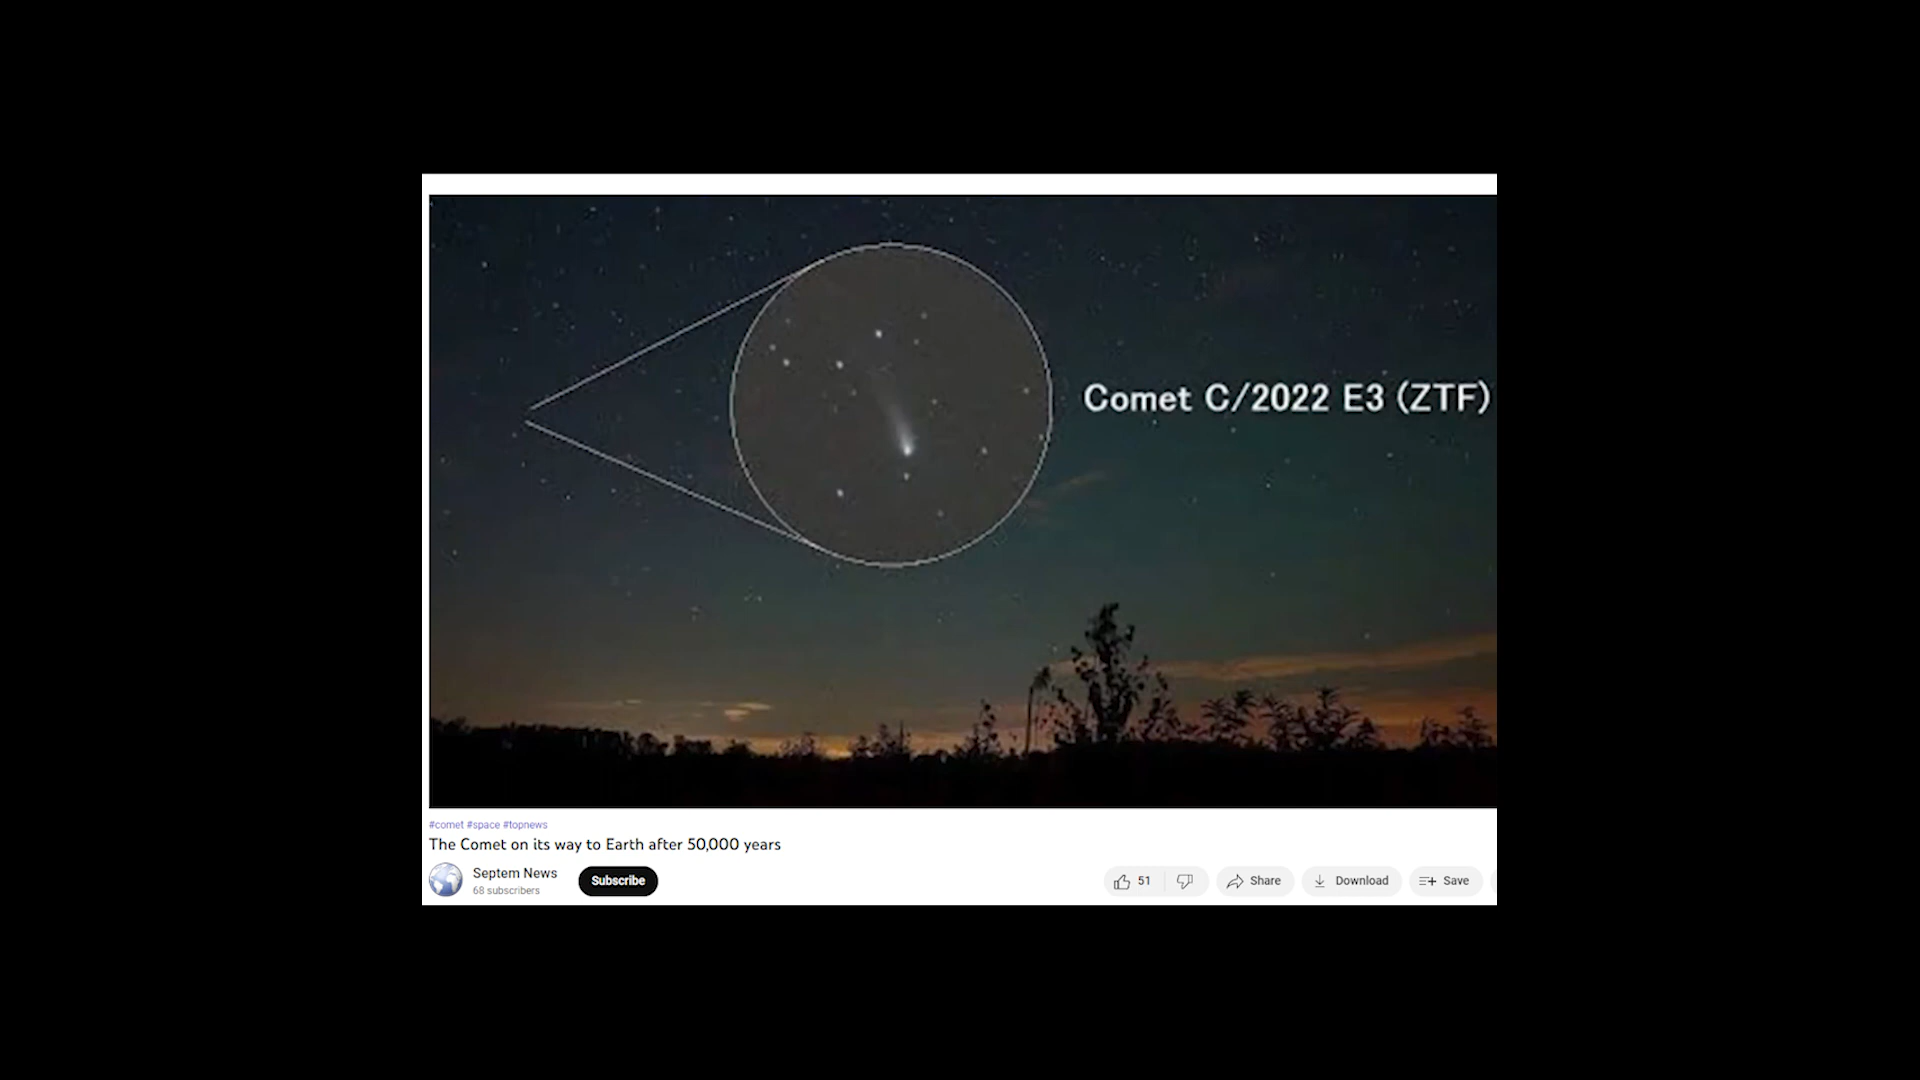 Comet C/2022 E3 (ZTF)
#comet #space #topnews
The Comet on its way to Earth after 50,000 years
Septem News
68 subscribers
Subscribe
51
Share
Download
Save